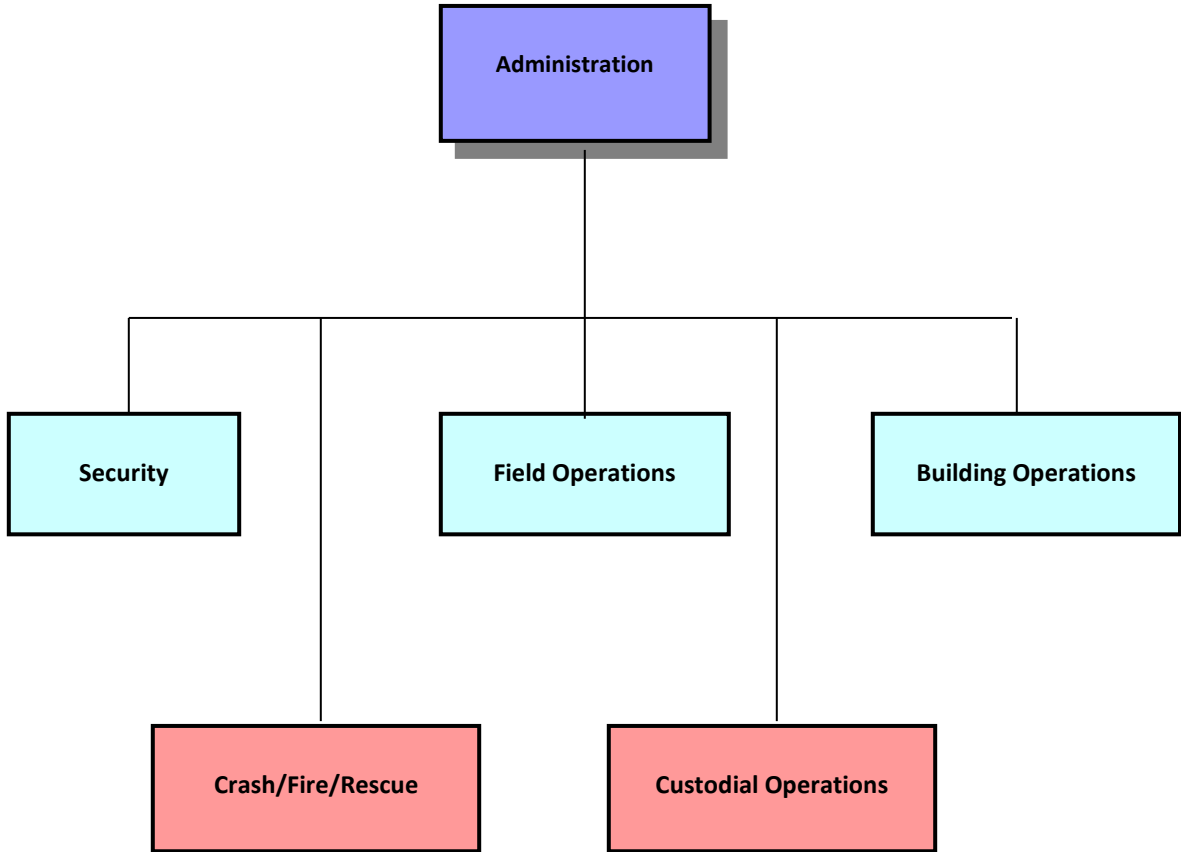 Administration
Security
Field Operations
Building Operations
Crash/Fire/Rescue
Custodial Operations